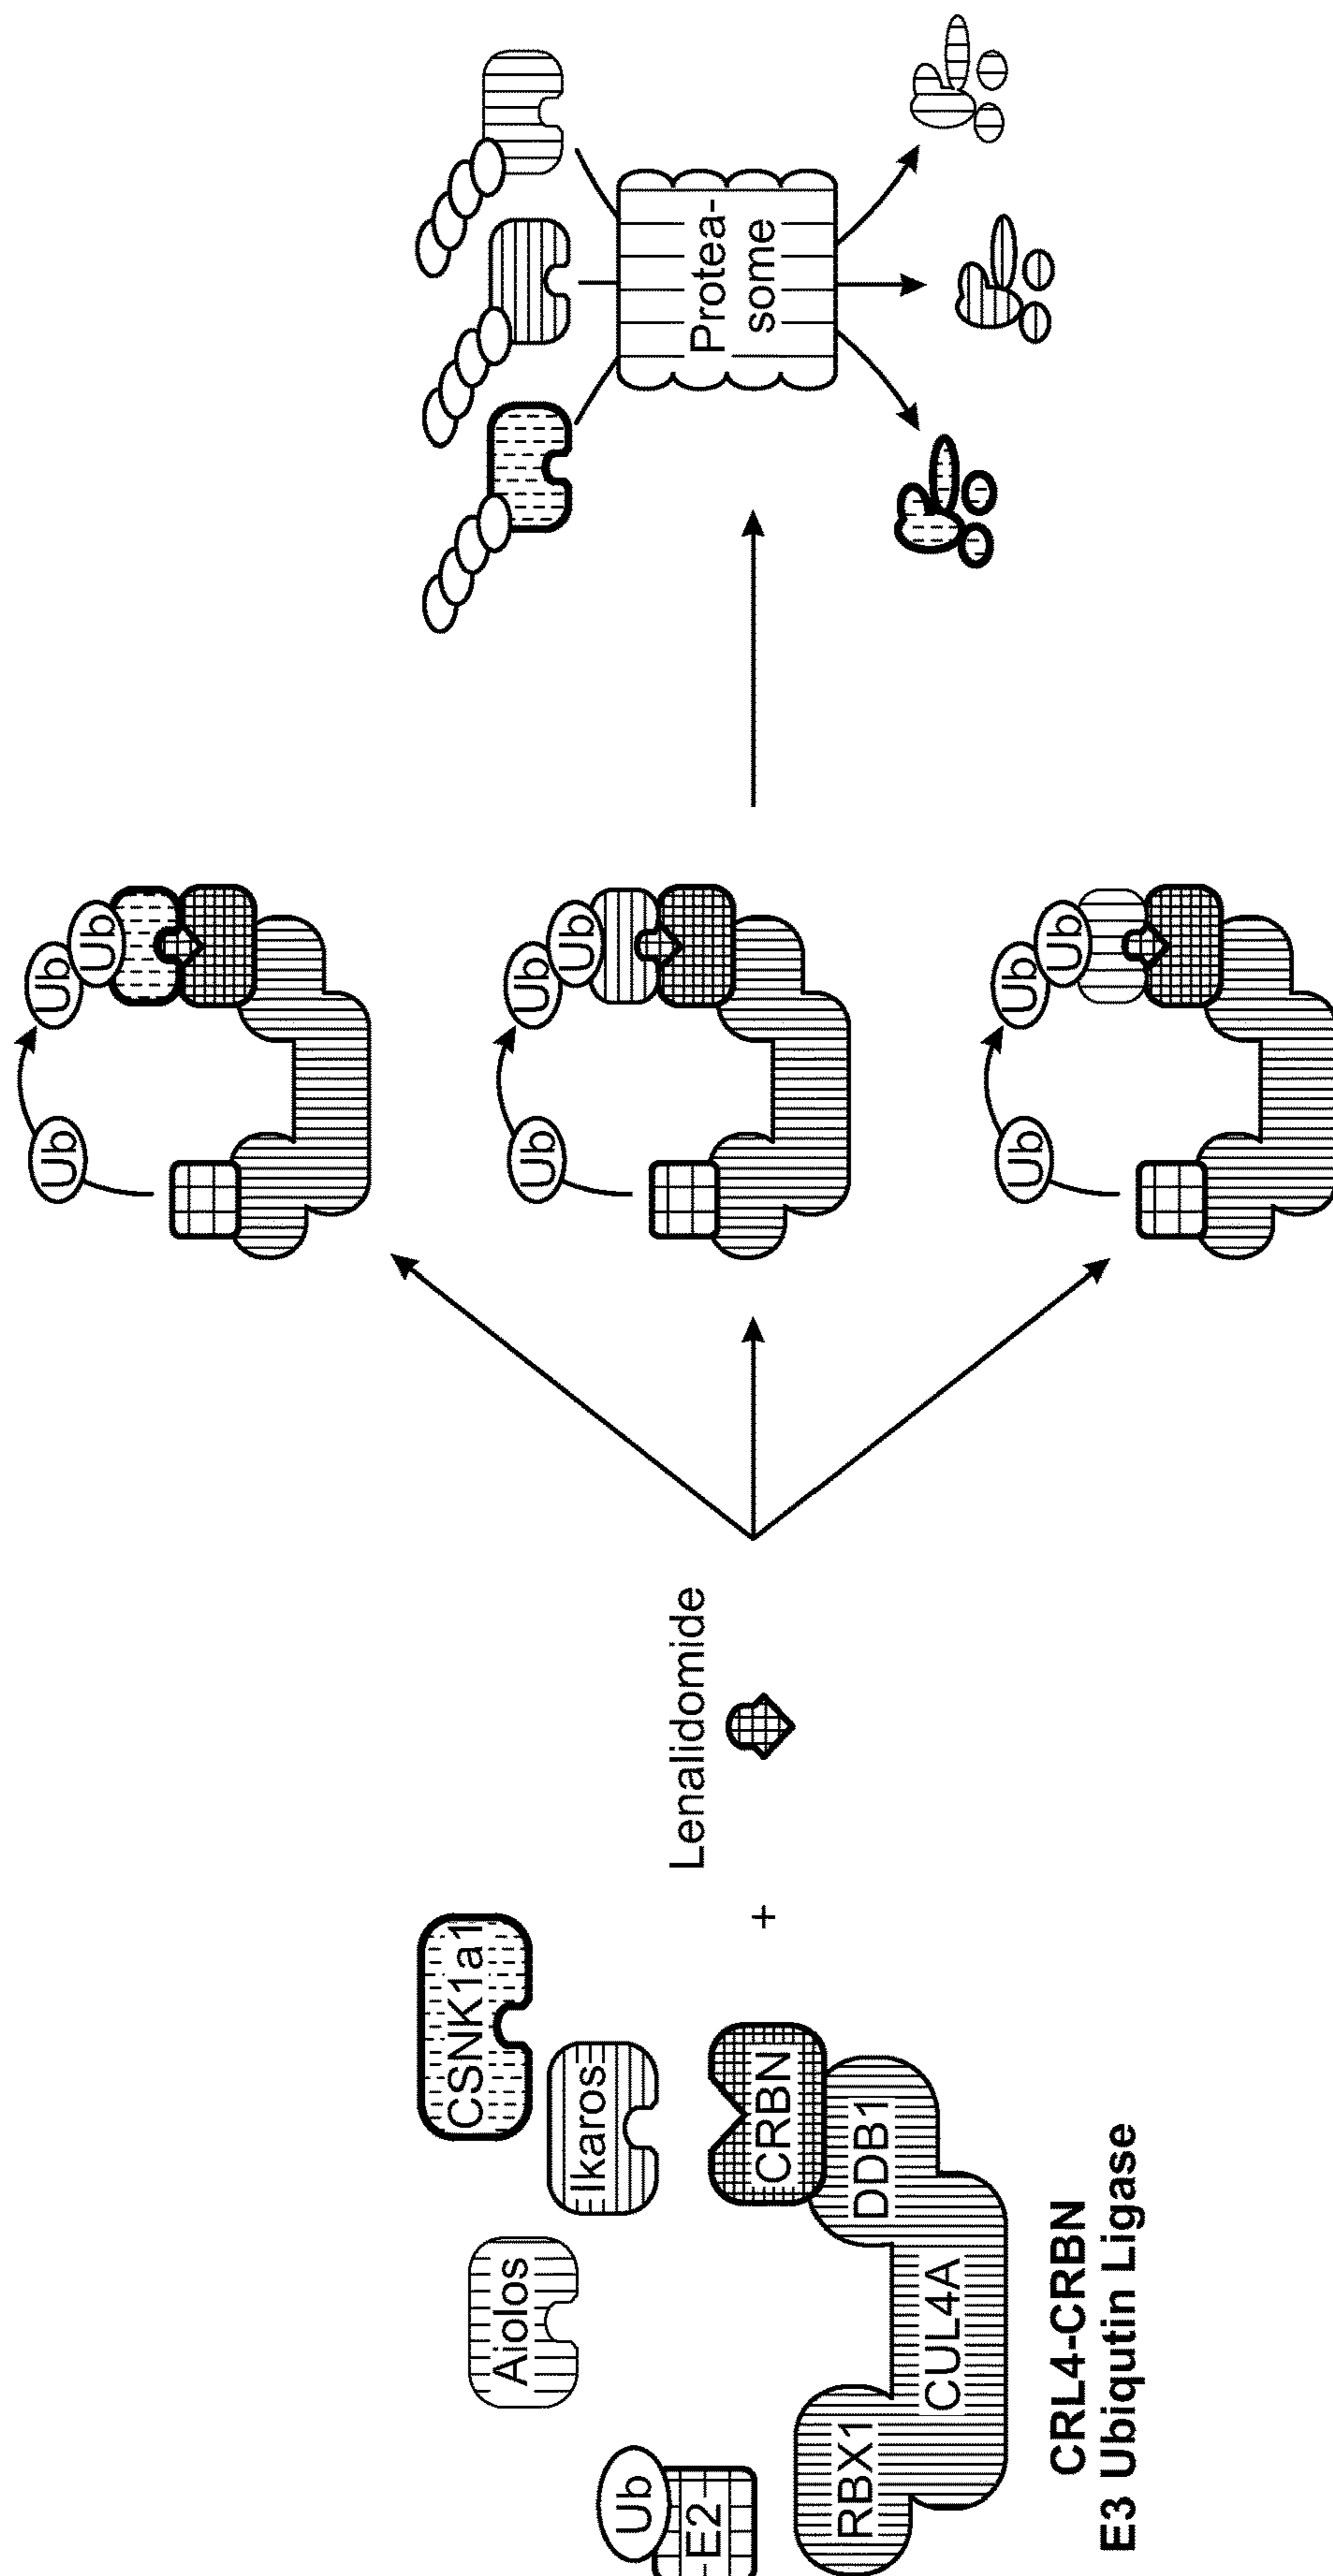 Ub
E2
Aiolos
Ikaros
CSNK1a1
CRBN
DDB1
CUL4A
RBX1
CRL4-CRBN
E3 Ubiqutin Ligase
+
Lenalidomide
Ub
Ub
Ub
Ub
Ub
Ub
Ub
Ub
Ub
Protea-
some